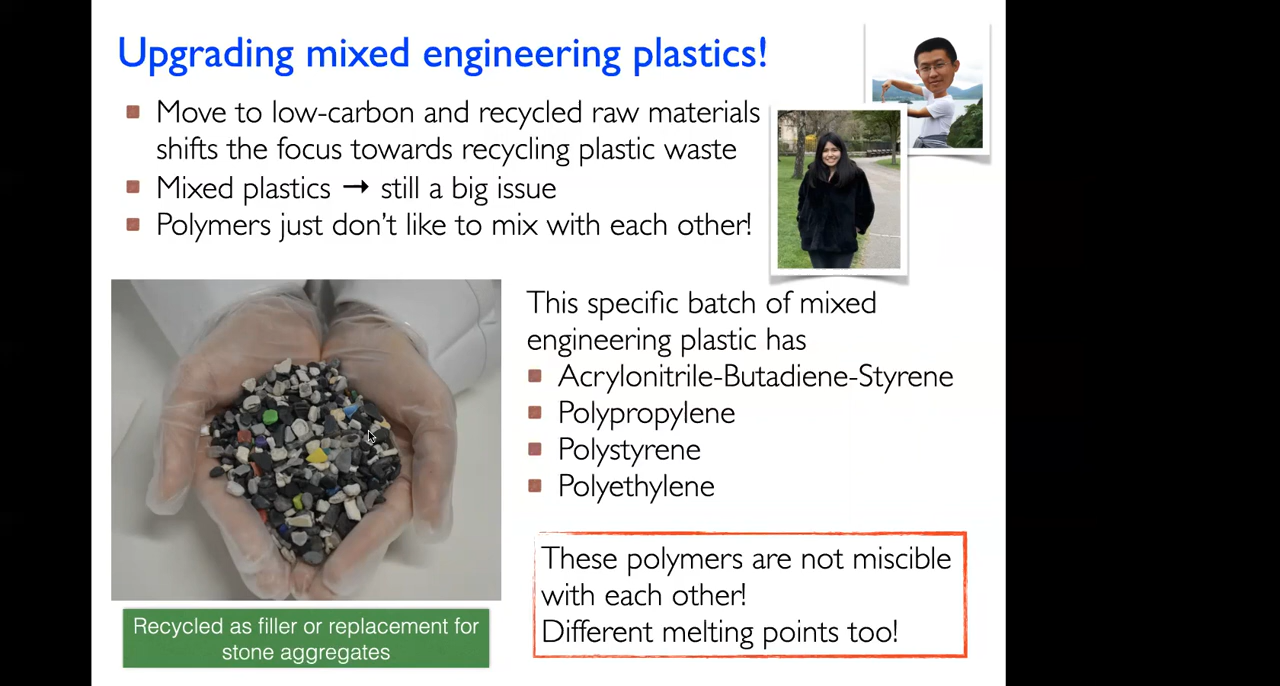 Upgrading mixed engineering plastics!
Move to low-carbon and recycled raw materials
shifts the focus towards recycling plastic waste
Mixed plastics → still a big issue
Polymers just don't like to mix with each other!
This specific batch of mixed
engineering plastic has
Acrylonitrile-Butadiene-Styrene
Polypropylene
Polystyrene
Polyethylene
These polymers are not miscible
with each other!
Different melting points too!
Recycled as filler or replacement for
stone aggregates